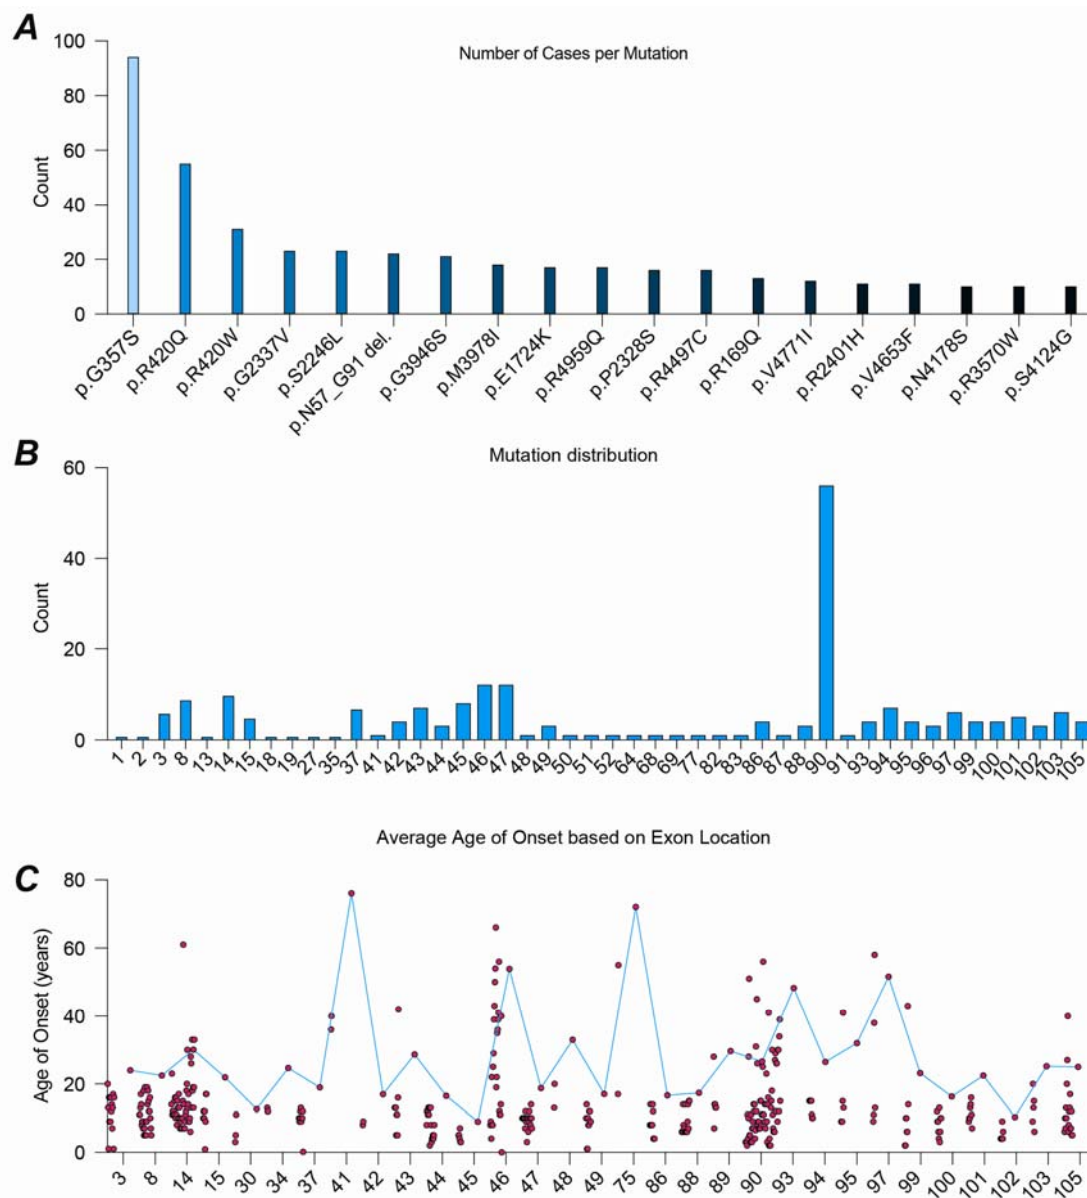 A
Number of Cases per Mutation
Count
100
80
60
40
20
0
p.G357S
p.R420Q
p.R420W
p.G2337V
p.S2246L
p.N57_G91 del.
p.G3946S
p.M3978I
p.E1724K
p.R4959Q
p.P2328S
p.R4497C
p.R169Q
p.V4771I
p.R2401H
p.V4653F
p.N4178S
p.R3570W
p.S4124G
B
Mutation distribution
Count
60
40
20
0
1 2 3 8 13 14 15 18 19 27 35 37 41 42 43 44 45 46 47 48 49 50 51 52 64 68 69 77 82 83 86 87 88 90 91 93 94 95 96 97 99 100 101 102 103 105
Average Age of Onset based on Exon Location
C
Age of Onset (years)
80
60
40
20
0
3 8 14 15 30 34 37 41 42 43 44 45 46 47 48 49 75 86 88 89 90 93 94 95 97 99 100 101 102 103 105